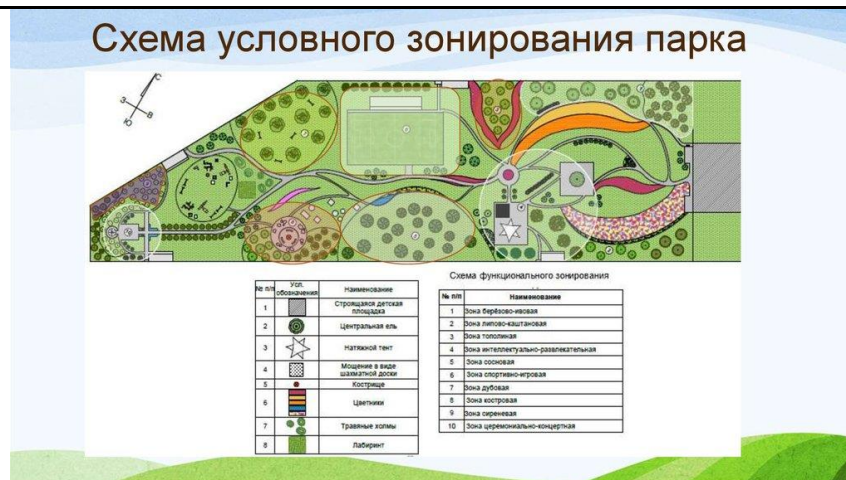 Схема условного зонирования парка
С
З
В
Ю
№ п/п
Усл. обозначения
Наименование
1
Строящаяся детская
площадка
2
Центральная ель
3
Натяжной тент
4
Мощение в виде
шахматной доски
5
Кострище
6
Цветники
7
Травяные холмы
8
Лабиринт
Схема функционального зонирования
№ п/п
Наименование
1
Зона берёзово-ивовая
2
Зона липово-каштановая
3
Зона тополиная
4
Зона интеллектуально-развлекательная
5
Зона сосновая
6
Зона спортивно-игровая
7
Зона дубовая
8
Зона костровая
9
Зона сиреневая
10
Зона церемониально-концертная